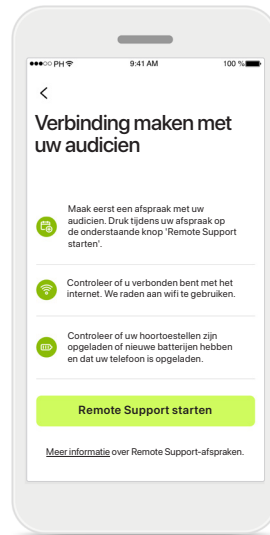 ●●●○○ PH 9:41 AM 100 %
Verbinding maken met
uw audicien
Maak eerst een afspraak met uw
audicien. Druk tijdens uw afspraak op
de onderstaande knop 'Remote Support
starten'.
Controleer of u verbonden bent met het
internet. We raden aan wifi te gebruiken.
Controleer of uw hoortoestellen zijn
opgeladen of nieuwe batterijen hebben
en dat uw telefoon is opgeladen.
Remote Support starten
Meer informatie over Remote Support-afspraken.